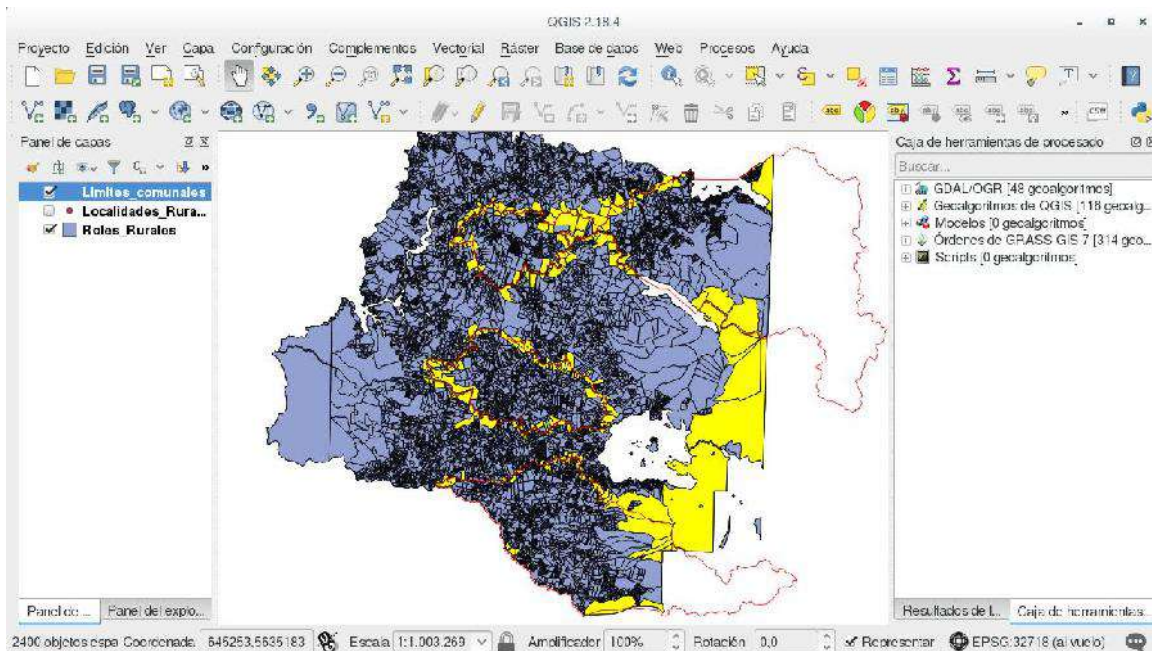 QGIS 2.18.4
Proyecto Edición Ver Capa Configuración Complementos Vectorial Ráster Base de datos Web Procesos Ayuda
Panel de capas
Límites_comunales
Localidades_Rura...
Roles_Rurales
Caja de herramientas de procesado
Buscar...
GDAL/OGR [48 geoalgoritmos]
Geoalgoritmos de QGIS [116 geoalg...
Modelos [0 geoalgoritmos]
Órdenes de GRASS GIS 7 [314 geo...
Scripts [0 geoalgoritmos]
Panel de ... Panel del explo...
Resultados de l... Caja de herramientas...
2400 objetos espa Coordenada: 645253,5635183 Escala 1:1.003.269 Amplificador 100% Rotación 0,0 Representar EPSG:32718 (al vuelo)